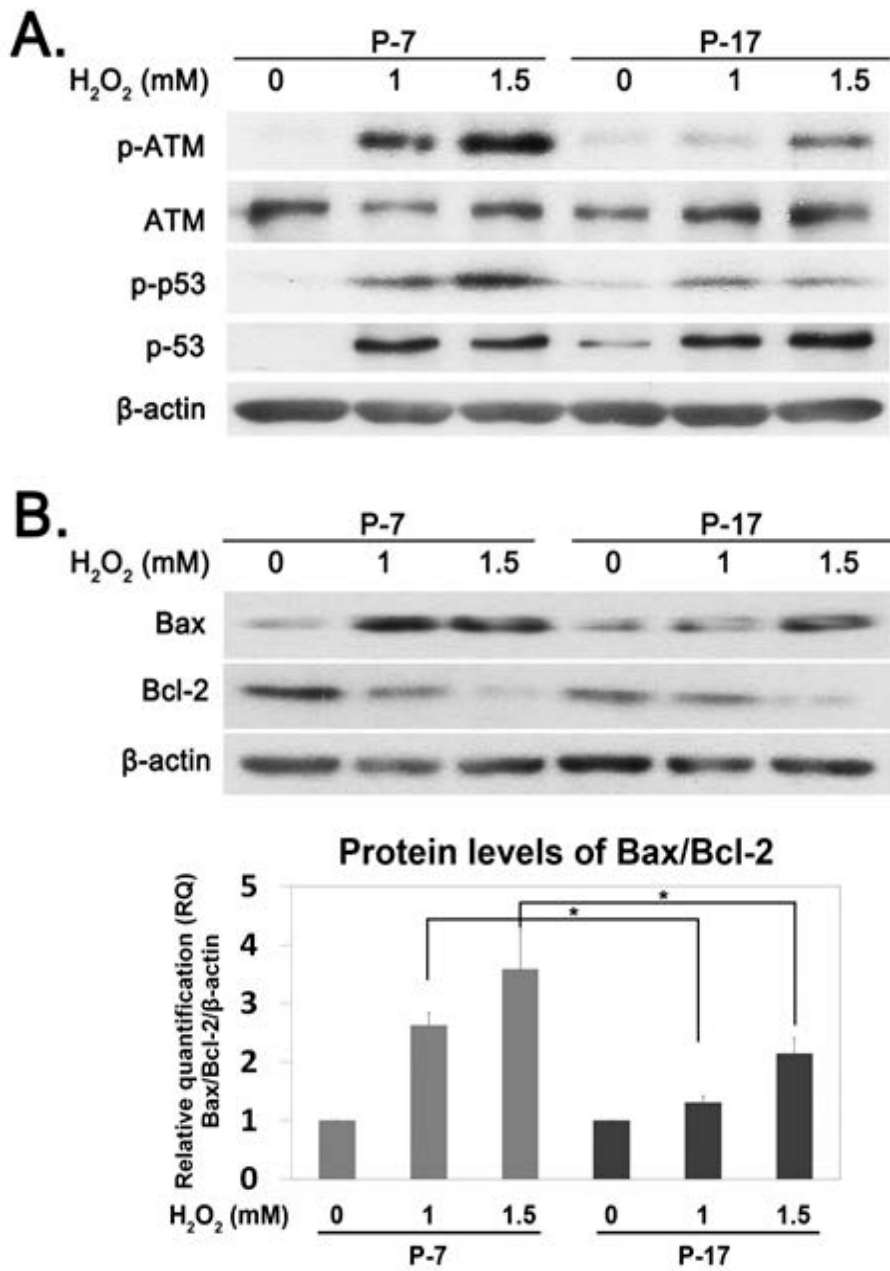 A.
P-7 P-17
H₂O₂ (mM) 0 1 1.5 0 1 1.5
p-ATM
ATM
p-p53
p-53
β-actin
B.
P-7 P-17
H₂O₂ (mM) 0 1 1.5 0 1 1.5
Bax
Bcl-2
β-actin
Protein levels of Bax/Bcl-2
Relative quantification (RQ)
Bax/Bcl-2/β-actin
5
4
3
2
1
0
* *
H₂O₂ (mM) 0 1 1.5 0 1 1.5
P-7 P-17